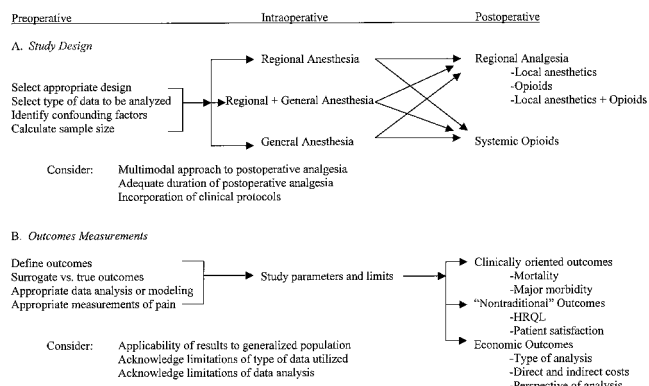 Preoperative Intraoperative Postoperative
A. Study Design
Regional Anesthesia
Regional Analgesia
-Local anesthetics
-Opioids
-Local anesthetics + Opioids
Select appropriate design
Select type of data to be analyzed
Identify confounding factors
Calculate sample size
Regional + General Anesthesia
General Anesthesia
Systemic Opioids
Consider: Multimodal approach to postoperative analgesia
Adequate duration of postoperative analgesia
Incorporation of clinical protocols
B. Outcomes Measurements
Define outcomes
Surrogate vs. true outcomes
Appropriate data analysis or modeling
Appropriate measurements of pain
Study parameters and limits
Clinically oriented outcomes
-Mortality
-Major morbidity
"Nontraditional" Outcomes
-HRQL
-Patient satisfaction
Economic Outcomes
-Type of analysis
-Direct and indirect costs
-Perspective of analysis
Consider: Applicability of results to generalized population
Acknowledge limitations of type of data utilized
Acknowledge limitations of data analysis